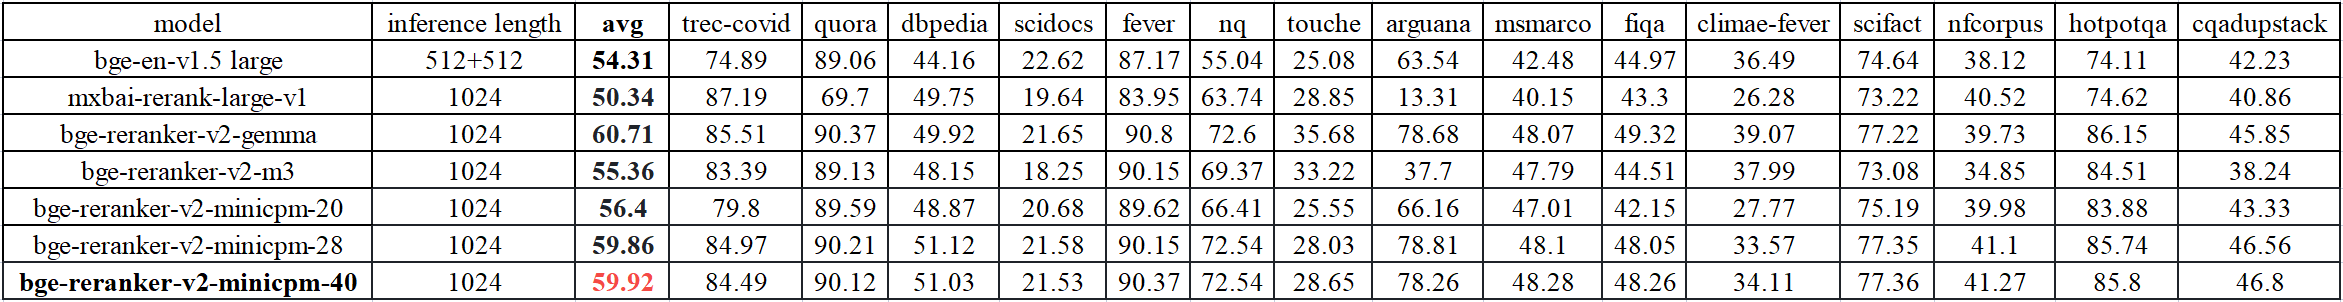 model inference length avg trec-covid quora dbpedia scidocs fever nq touche arguana msmarco fiqa climae-fever scifact nfcorpus hotpotqa cqadupstack
bge-en-v1.5 large 512+512 54.31 74.89 89.06 44.16 22.62 87.17 55.04 25.08 63.54 42.48 44.97 36.49 74.64 38.12 74.11 42.23
mxbai-rerank-large-v1 1024 50.34 87.19 69.7 49.75 19.64 83.95 63.74 28.85 13.31 40.15 43.3 26.28 73.22 40.52 74.62 40.86
bge-reranker-v2-gemma 1024 60.71 85.51 90.37 49.92 21.65 90.8 72.6 35.68 78.68 48.07 49.32 39.07 77.22 39.73 86.15 45.85
bge-reranker-v2-m3 1024 55.36 83.39 89.13 48.15 18.25 90.15 69.37 33.22 37.7 47.79 44.51 37.99 73.08 34.85 84.51 38.24
bge-reranker-v2-minicpm-20 1024 56.4 79.8 89.59 48.87 20.68 89.62 66.41 25.55 66.16 47.01 42.15 27.77 75.19 39.98 83.88 43.33
bge-reranker-v2-minicpm-28 1024 59.86 84.97 90.21 51.12 21.58 90.15 72.54 28.03 78.81 48.1 48.05 33.57 77.35 41.1 85.74 46.56
bge-reranker-v2-minicpm-40 1024 59.92 84.49 90.12 51.03 21.53 90.37 72.54 28.65 78.26 48.28 48.26 34.11 77.36 41.27 85.8 46.8